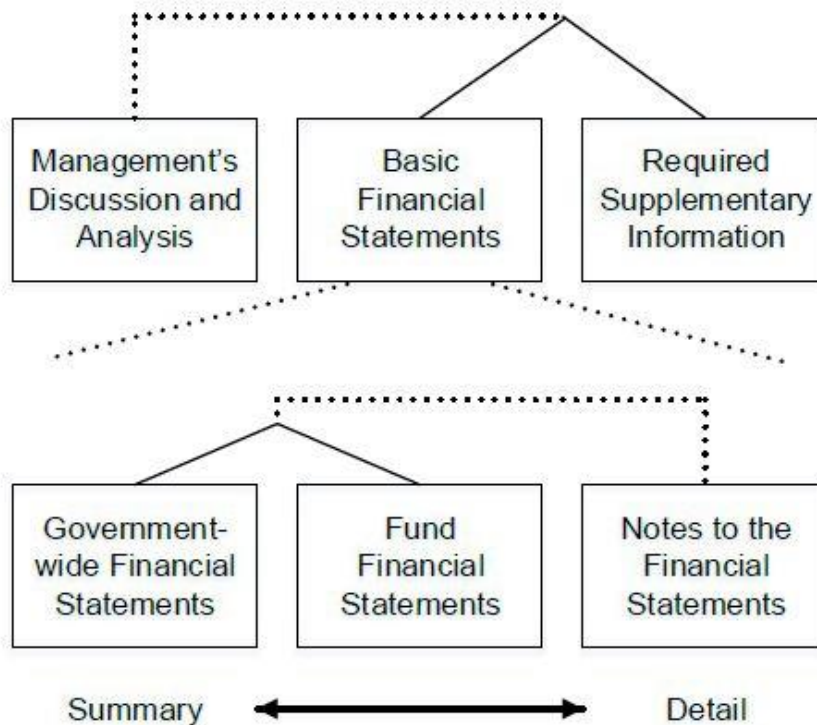 Management's
Discussion and
Analysis
Basic
Financial
Statements
Required
Supplementary
Information
Government-
wide Financial
Statements
Fund
Financial
Statements
Notes to the
Financial
Statements
Summary
Detail